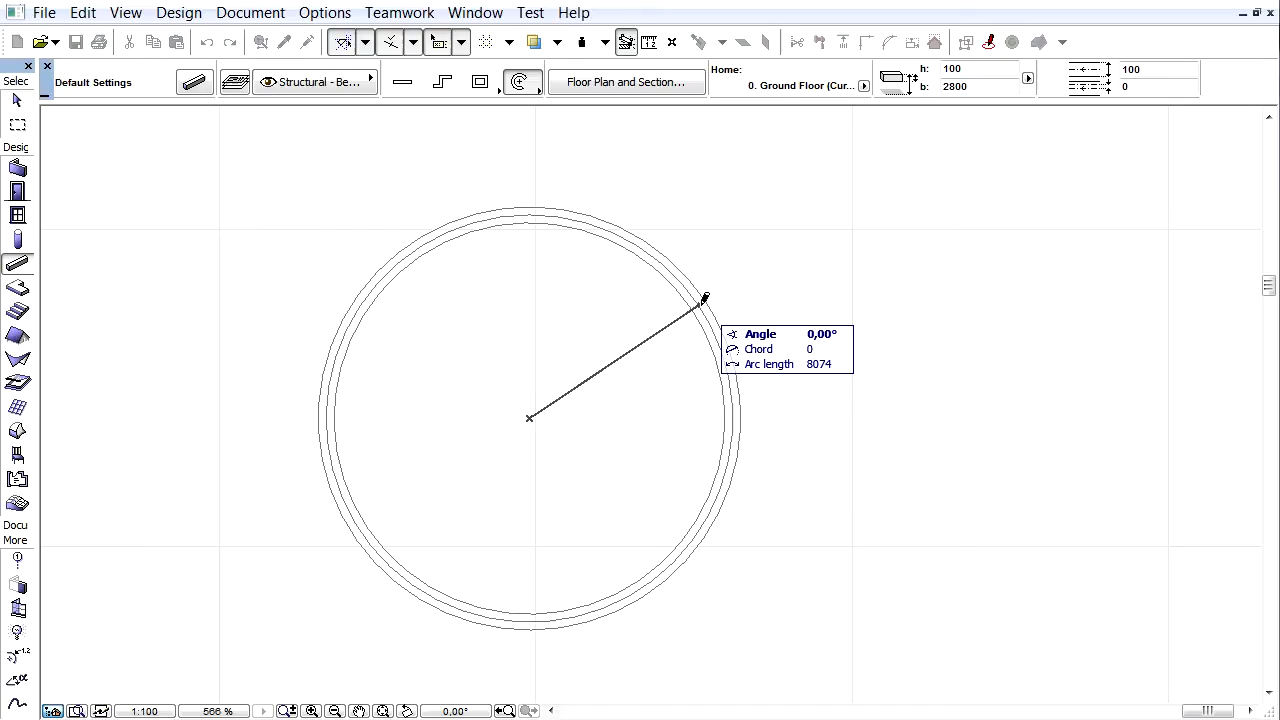 File Edit View Design Document Options Teamwork Window Test Help
Selec
Default Settings
Structural - Be...
Floor Plan and Section...
Home:
0. Ground Floor (Cur...
h: 100
b: 2800
100
0
Desig
Angle 0,00°
Chord 0
Arc length 8074
Docu
More
1.2
1:100
566 %
0,00°